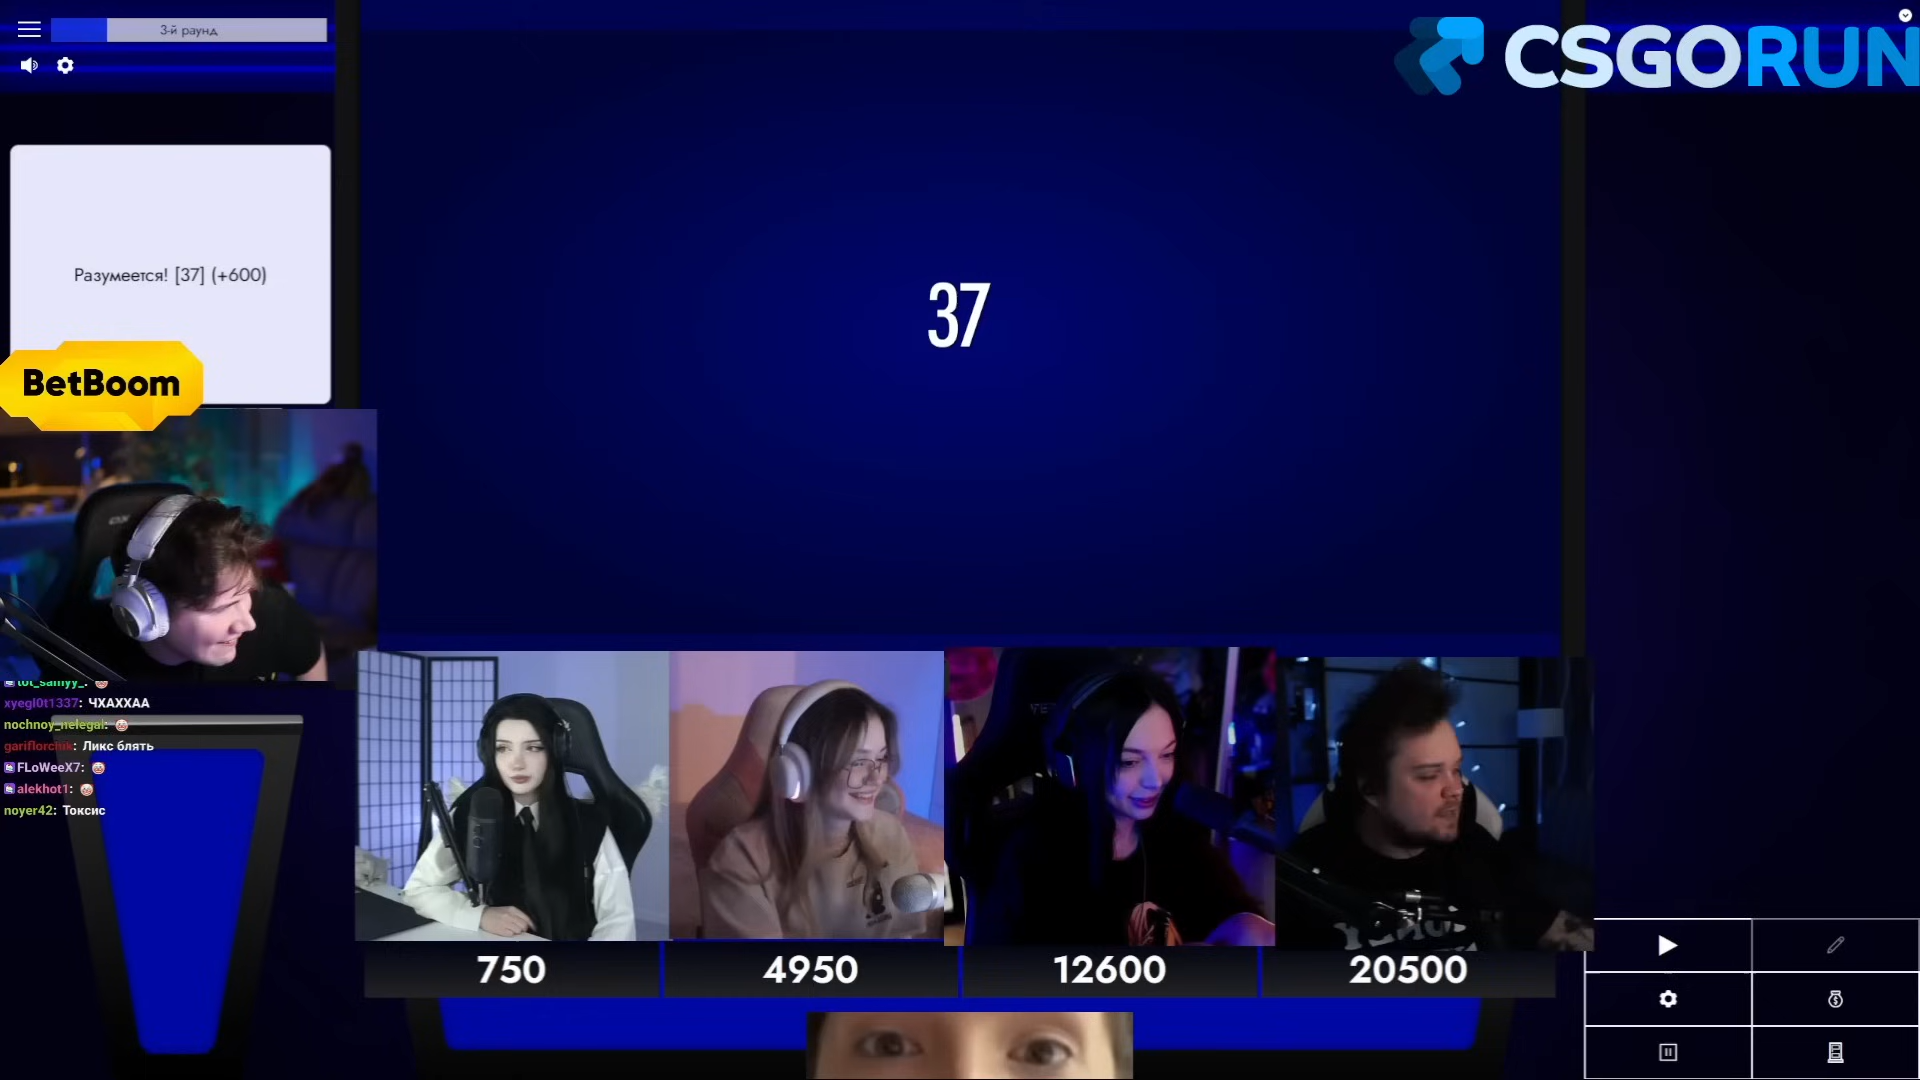 3-й раунд
CSGORUN
37
Разумеется! [37] (+600)
BetBoom
tot_samyy_:
xyegl0t1337: ЧХАХХАА
nochnoy_nelegal:
gariflorchik: Ликс блять
FLoWeeX7:
alekhot1:
noyer42: Токсис
750
4950
12600
20500